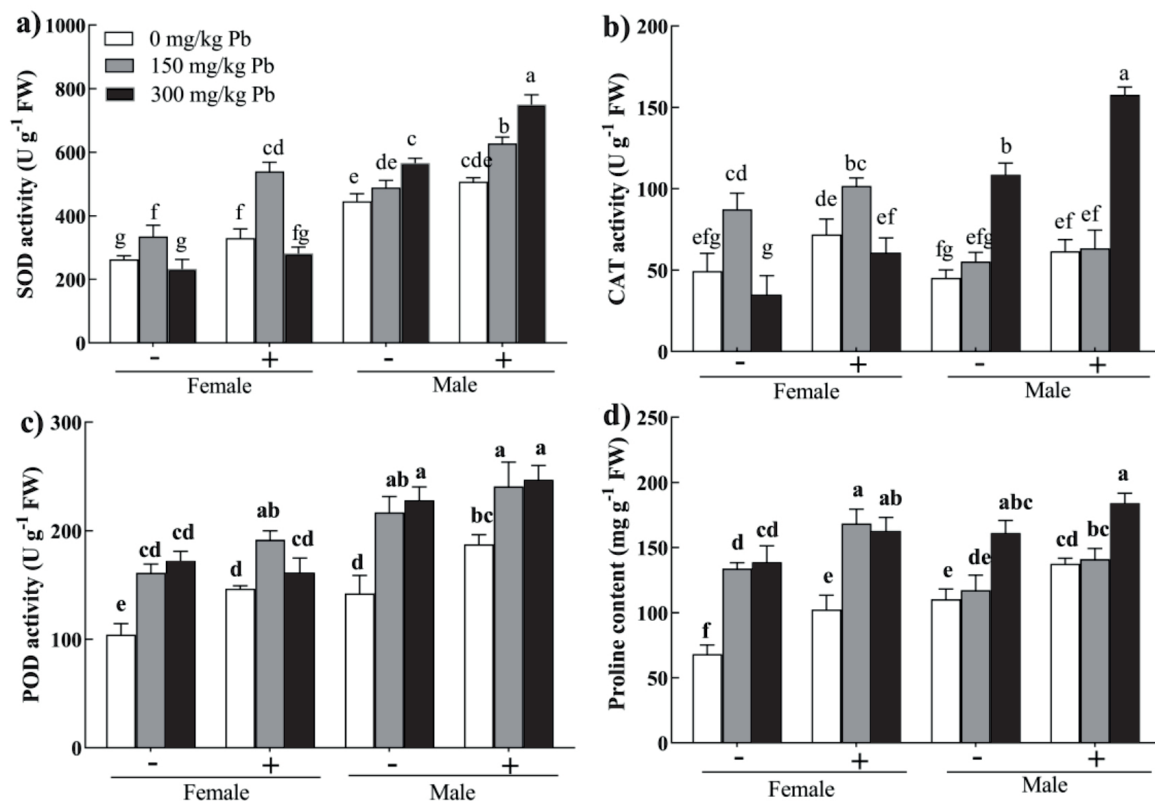 a)
SOD activity (U g⁻¹ FW)
1000
800
600
400
200
0
0 mg/kg Pb
150 mg/kg Pb
300 mg/kg Pb
g f g
f cd fg
e de c
cde b a
- + - +
Female Male
b)
CAT activity (U g⁻¹ FW)
200
150
100
50
0
efg cd g
de bc ef
fg efg b
ef ef a
- + - +
Female Male
c)
POD activity (U g⁻¹ FW)
300
200
100
0
e cd cd
d ab cd
d ab a
bc a a
- + - +
Female Male
d)
Proline content (mg g⁻¹ FW)
250
200
150
100
50
0
f d cd
e a ab
e de abc
cd bc a
- + - +
Female Male